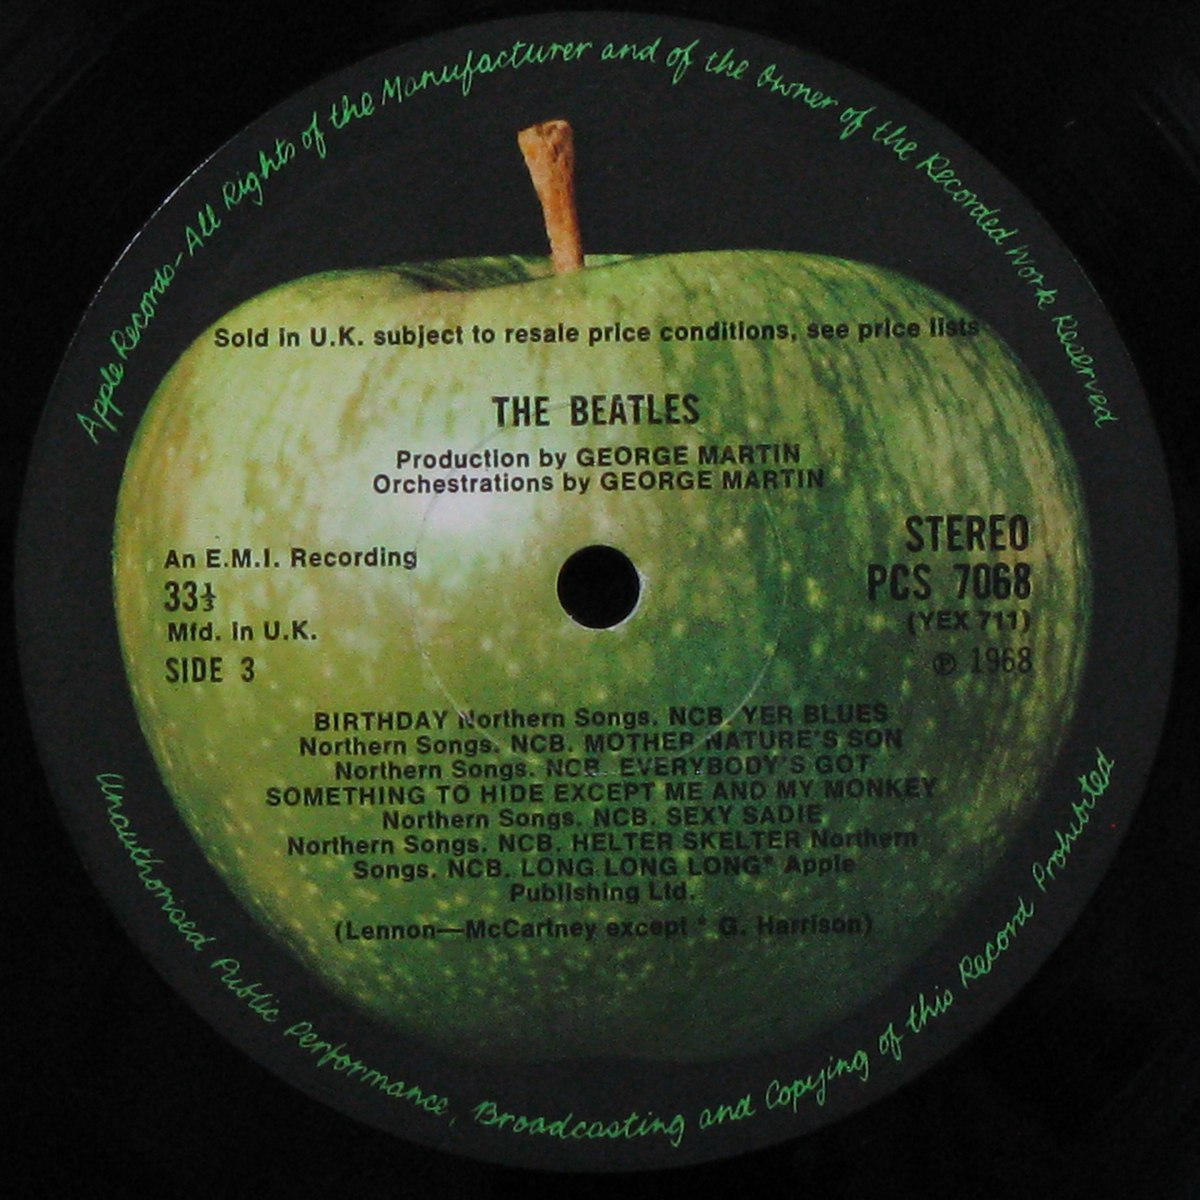 Apple Records - All Rights of the Manufacturer and of the Owner of the Recorded Work Reserved
Sold in U.K. subject to resale price conditions, see price lists
THE BEATLES
Production by GEORGE MARTIN
Orchestrations by GEORGE MARTIN
An E.M.I. Recording
33⅓
Mfd. in U.K.
SIDE 3
STEREO
PCS 7068
(YEX 711)
℗ 1968
BIRTHDAY Northern Songs. NCB. YER BLUES
Northern Songs. NCB. MOTHER NATURE'S SON
Northern Songs. NCB. EVERYBODY'S GOT
SOMETHING TO HIDE EXCEPT ME AND MY MONKEY
Northern Songs. NCB. SEXY SADIE
Northern Songs. NCB. HELTER SKELTER Northern
Songs. NCB. LONG LONG LONG* Apple
Publishing Ltd.
(Lennon—McCartney except * G. Harrison)
Unauthorised Public Performance, Broadcasting and Copying of this Record Prohibited